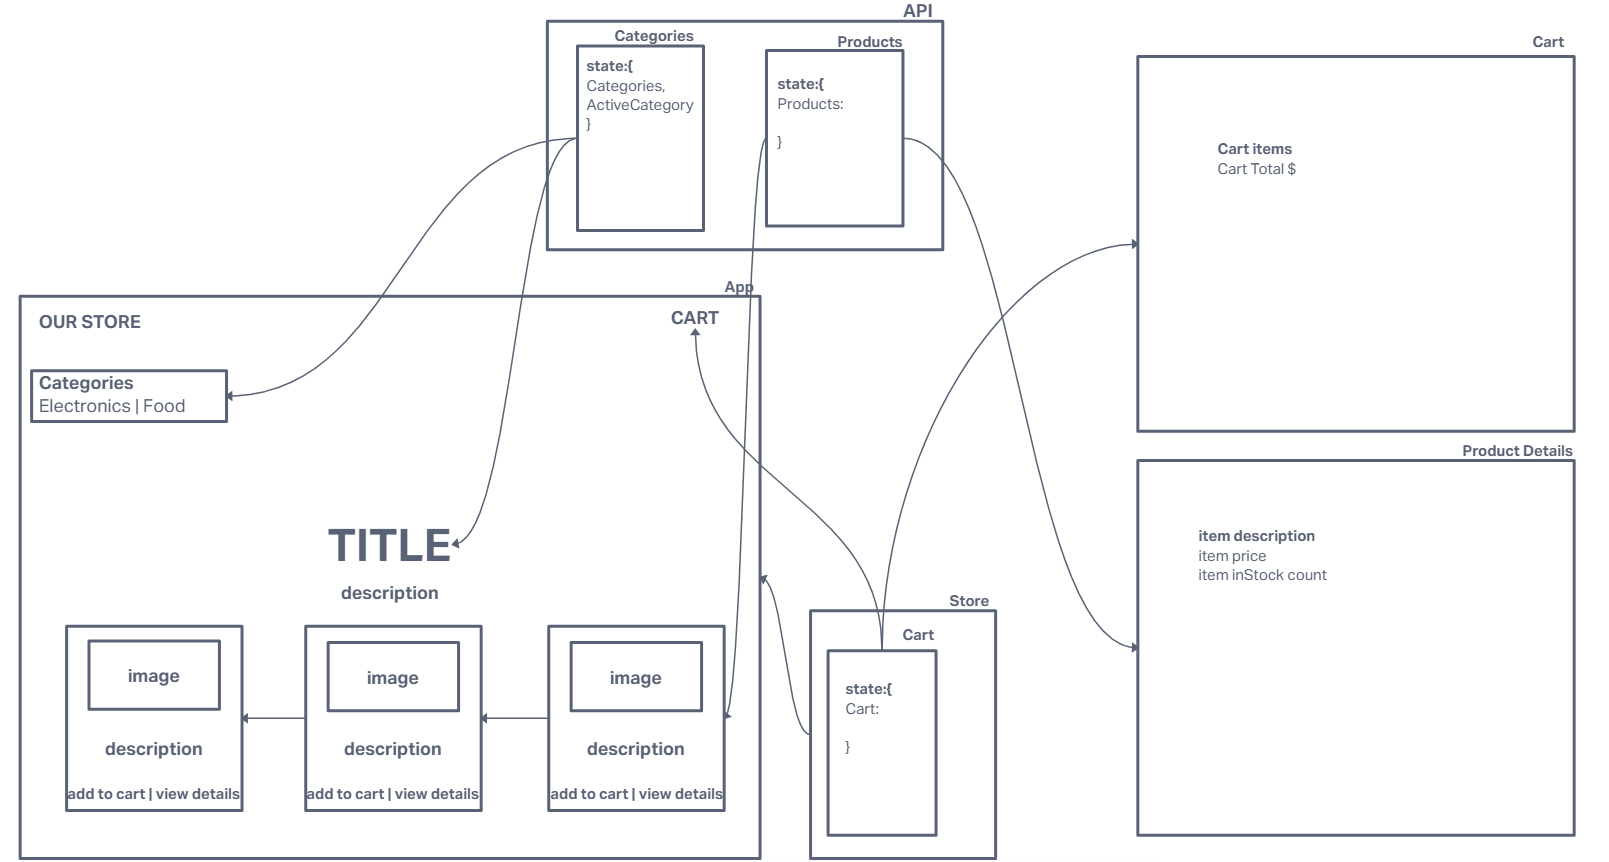 API
Categories
state:{
Categories,
ActiveCategory
}
Products
state:{
Products:
}
Cart
Cart items
Cart Total $
App
OUR STORE
CART
Categories
Electronics | Food
TITLE
description
image
description
add to cart | view details
image
description
add to cart | view details
image
description
add to cart | view details
Store
Cart
state:{
Cart:
}
Product Details
item description
item price
item inStock count